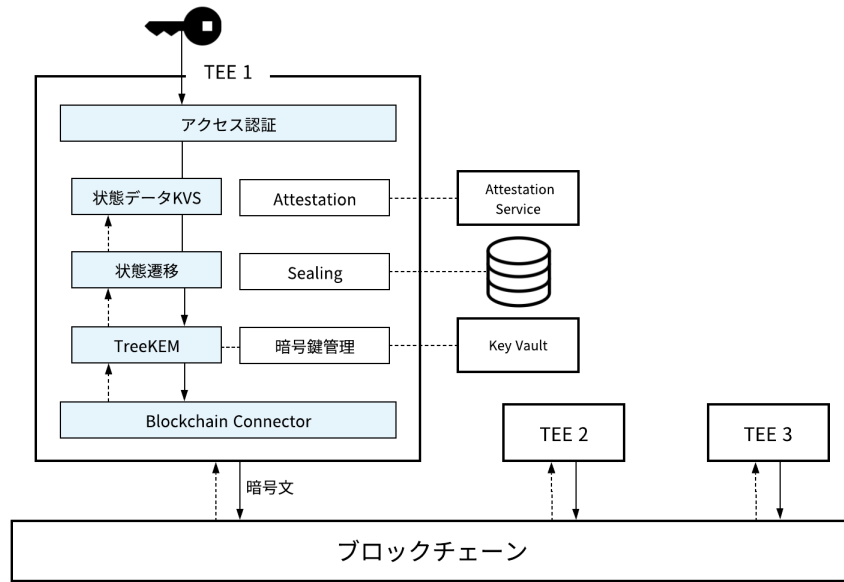 TEE 1
アクセス認証
状態データKVS
Attestation
Attestation
Service
状態遷移
Sealing
TreeKEM
暗号鍵管理
Key Vault
Blockchain Connector
TEE 2
TEE 3
暗号文
ブロックチェーン